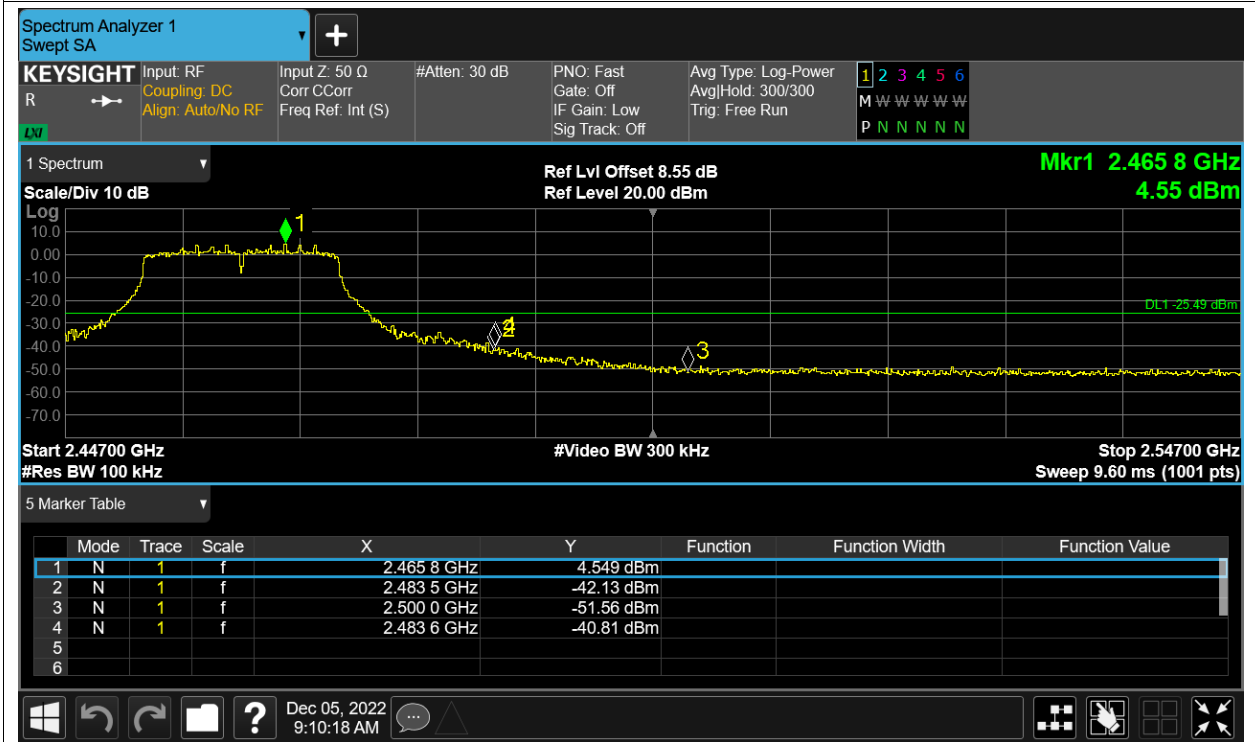 Spectrum Analyzer 1
Swept SA
+
KEYSIGHT Input: RF Input Z: 50 Ω #Atten: 30 dB PNO: Fast Avg Type: Log-Power 1 2 3 4 5 6
R Coupling: DC Corr CCorr Gate: Off Avg|Hold: 300/300 M W W W W W
Align: Auto/No RF Freq Ref: Int (S) IF Gain: Low Trig: Free Run
LXI Sig Track: Off P N N N N N
1 Spectrum Ref Lvl Offset 8.55 dB Mkr1 2.465 8 GHz
Scale/Div 10 dB Ref Level 20.00 dBm 4.55 dBm
Log
1
10.0
0.00
-10.0
-20.0
DL1 -25.49 dBm
-30.0
4
2
-40.0
3
-50.0
-60.0
-70.0
Start 2.44700 GHz #Video BW 300 kHz Stop 2.54700 GHz
#Res BW 100 kHz Sweep 9.60 ms (1001 pts)
5 Marker Table
Mode Trace Scale X Y Function Function Width Function Value
1 N 1 f 2.465 8 GHz 4.549 dBm
2 N 1 f 2.483 5 GHz -42.13 dBm
3 N 1 f 2.500 0 GHz -51.56 dBm
4 N 1 f 2.483 6 GHz -40.81 dBm
5
6
? Dec 05, 2022
9:10:18 AM